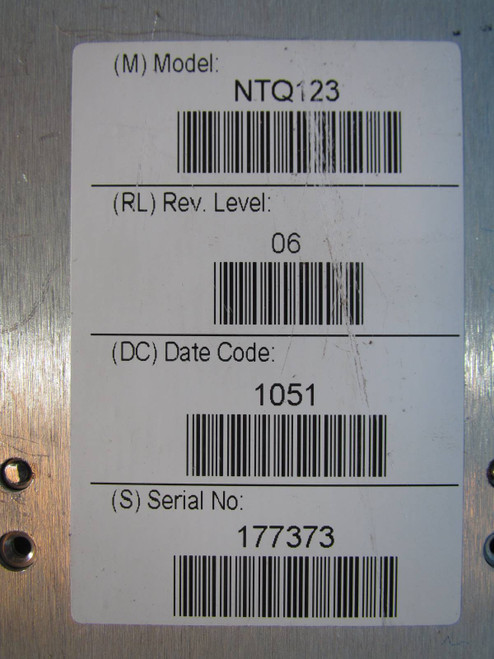 (M) Model:
NTQ123
(RL) Rev. Level:
06
(DC) Date Code:
1051
(S) Serial No:
177373